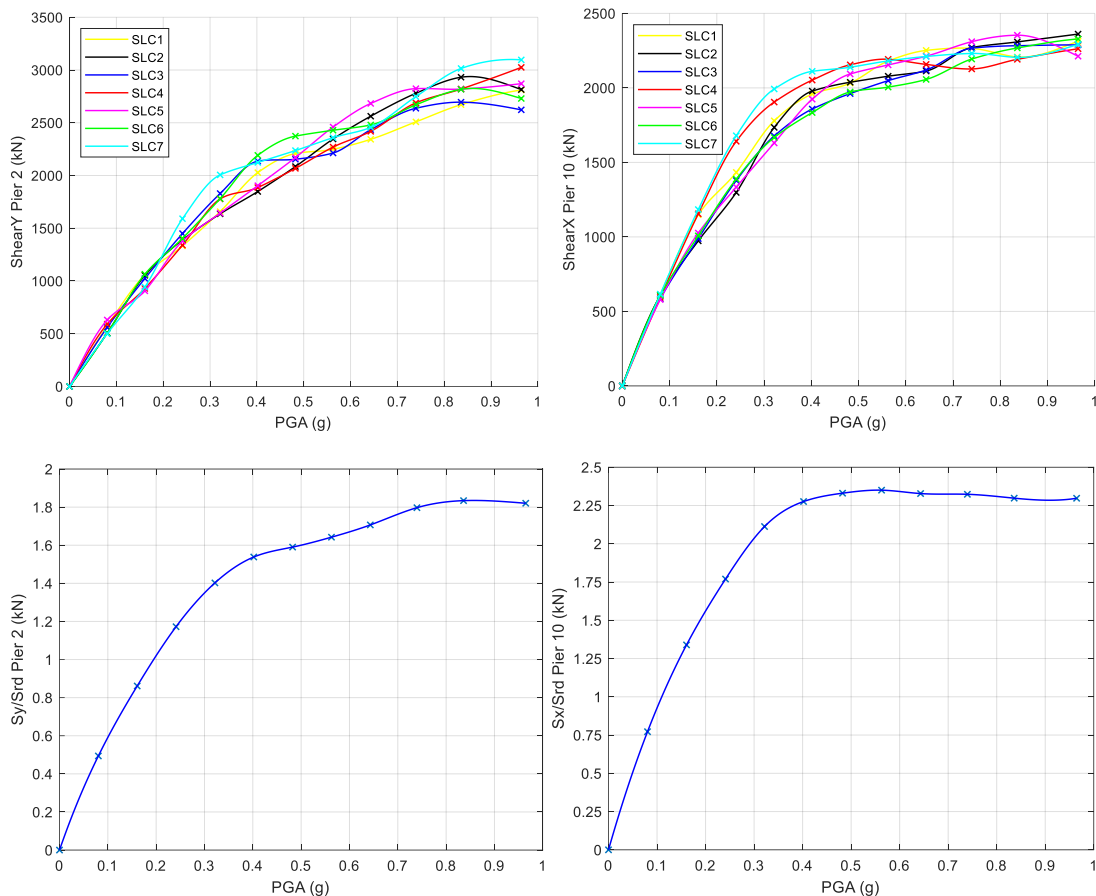 3500
3000
2500
2000
1500
1000
500
0
ShearY Pier 2 (kN)
SLC1
SLC2
SLC3
SLC4
SLC5
SLC6
SLC7
0 0.1 0.2 0.3 0.4 0.5 0.6 0.7 0.8 0.9 1
PGA (g)
2500
2000
1500
1000
500
0
ShearX Pier 10 (kN)
SLC1
SLC2
SLC3
SLC4
SLC5
SLC6
SLC7
0 0.1 0.2 0.3 0.4 0.5 0.6 0.7 0.8 0.9 1
PGA (g)
2
1.8
1.6
1.4
1.2
1
0.8
0.6
0.4
0.2
0
Sy/Srd Pier 2 (kN)
0 0.1 0.2 0.3 0.4 0.5 0.6 0.7 0.8 0.9 1
PGA (g)
2.5
2.25
2
1.75
1.5
1.25
1
0.75
0.5
0.25
0
Sx/Srd Pier 10 (kN)
0 0.1 0.2 0.3 0.4 0.5 0.6 0.7 0.8 0.9 1
PGA (g)